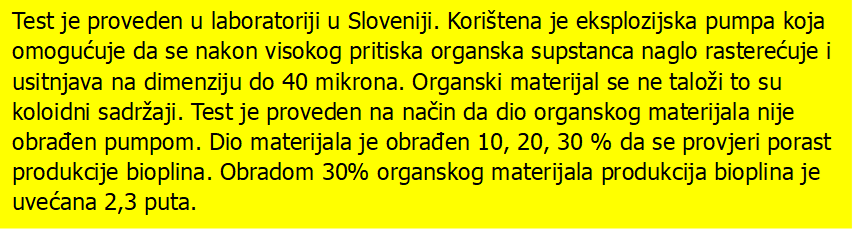 Test je proveden u laboratoriji u Sloveniji. Korištena je eksplozijska pumpa koja
omogućuje da se nakon visokog pritiska organska supstanca naglo rasterećuje i
usitnjava na dimenziju do 40 mikrona. Organski materijal se ne taloži to su
koloidni sadržaji. Test je proveden na način da dio organskog materijala nije
obrađen pumpom. Dio materijala je obrađen 10, 20, 30 % da se provjeri porast
produkcije bioplina. Obradom 30% organskog materijala produkcija bioplina je
uvećana 2,3 puta.